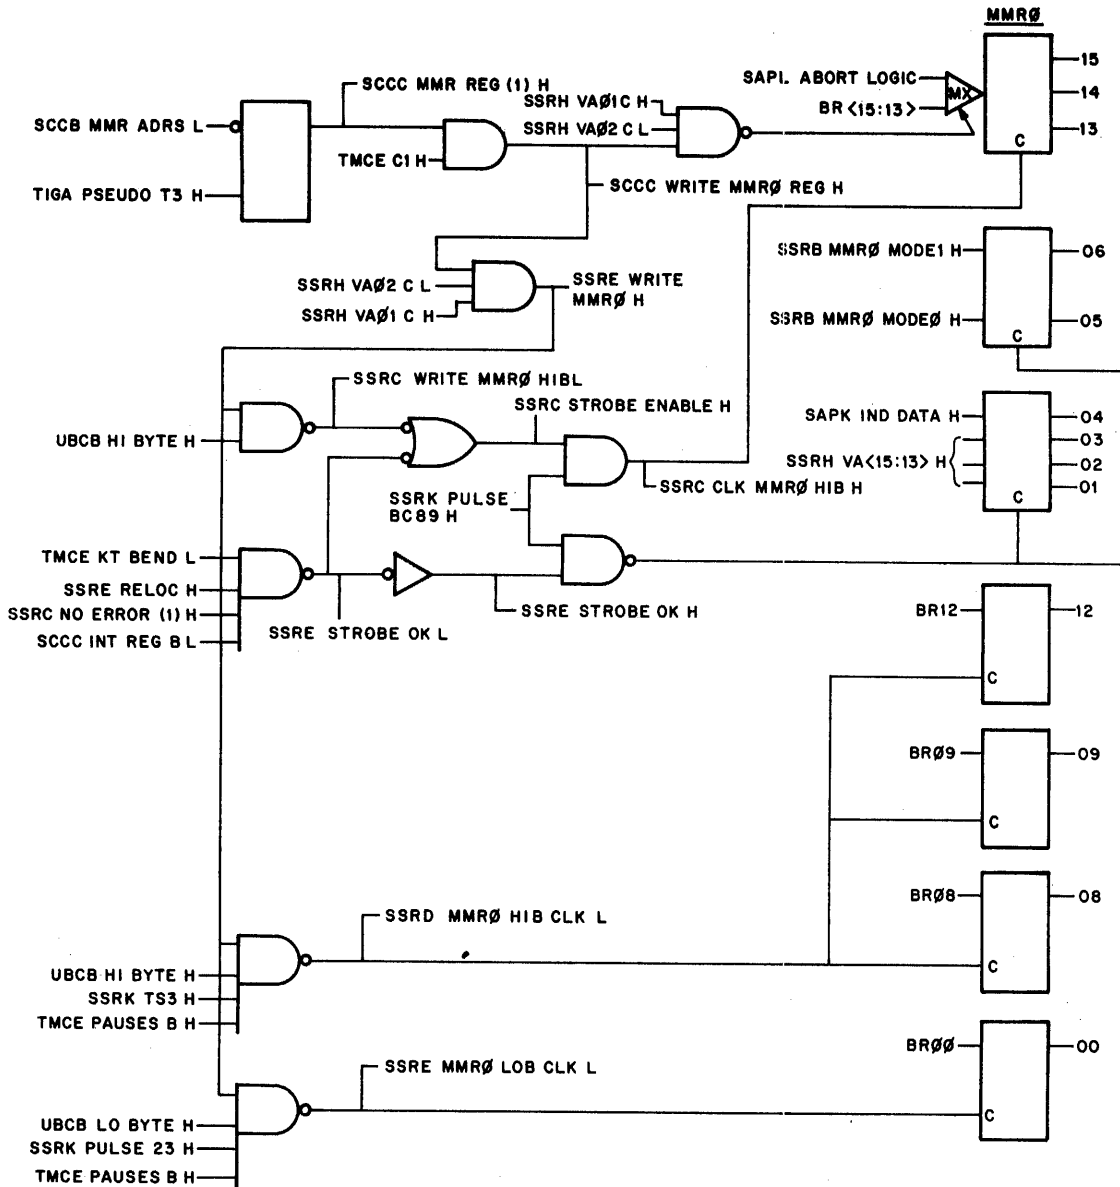 MMRØ
15
SAPL ABORT LOGIC
MX
14
BR <15:13>
13
C
SCCC MMR REG (1) H
SSRH VAØ1C H
SCCB MMR ADRS L
SSRH VAØ2 C L
TMCE C1 H
SCCC WRITE MMRØ REG H
TIGA PSEUDO T3 H
SSRB MMRØ MODE1 H
06
SSRH VAØ2 C L
SSRE WRITE
MMRØ H
SSRH VAØ1 C H
SSRB MMRØ MODEØ H
05
C
SSRC WRITE MMRØ HIBL
SSRC STROBE ENABLE H
SAPK IND DATA H
04
UBCB HI BYTE H
03
SSRH VA<15:13> H
02
01
C
SSRC CLK MMRØ HIB H
SSRK PULSE
BC89 H
TMCE KT BEND L
SSRE RELOC H
SSRC NO ERROR (1) H
SCCC INT REG B L
SSRE STROBE OK L
SSRE STROBE OK H
BR12
12
C
BRØ9
09
C
BRØ8
08
C
SSRD MMRØ HIB CLK L
UBCB HI BYTE H
SSRK TS3 H
TMCE PAUSES B H
BRØØ
00
C
SSRE MMRØ LOB CLK L
UBCB LO BYTE H
SSRK PULSE 23 H
TMCE PAUSES B H